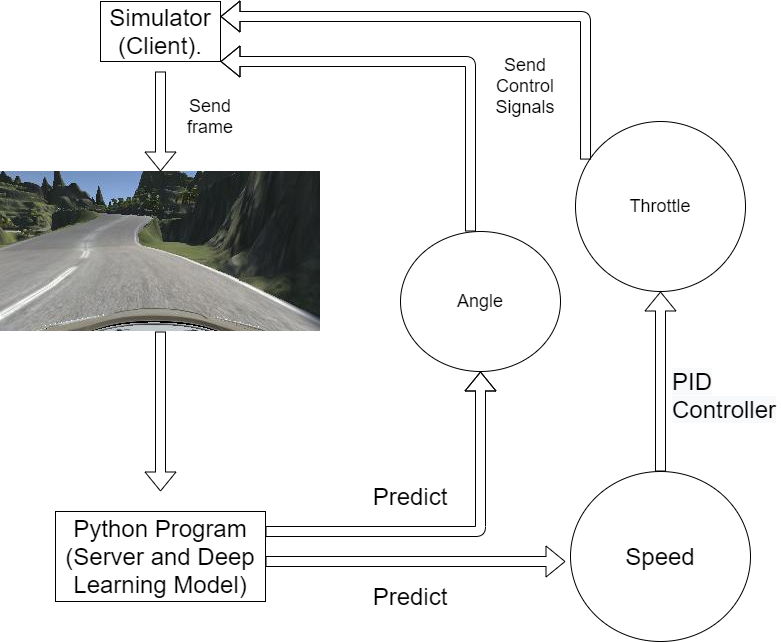 Simulator
(Client).
Send
frame
Send
Control
Signals
Throttle
Angle
PID
Controller
Predict
Python Program
(Server and Deep
Learning Model)
Speed
Predict